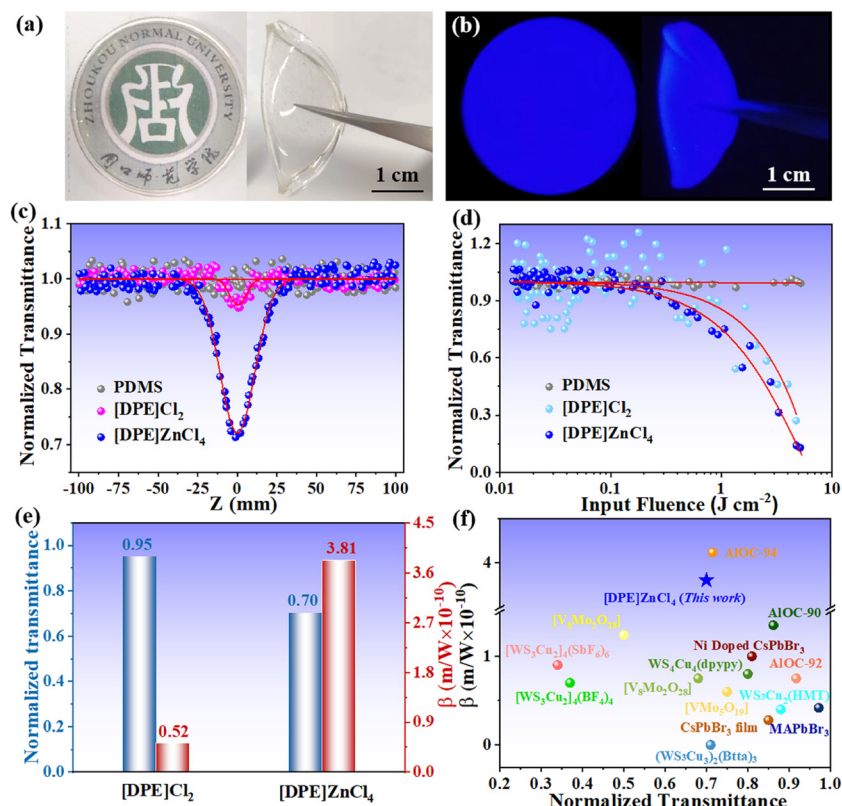 (a)
ZHOUKOU NORMAL UNIVERSITY
周口师范学院
1 cm
(b)
1 cm
(c)
Normalized Transmittance
1.1
1.0
0.9
0.8
0.7
PDMS
[DPE]Cl₂
[DPE]ZnCl₄
-100 -75 -50 -25 0 25 50 75 100
Z (mm)
(d)
Normalized Transmittance
1.2
0.9
0.6
0.3
0.0
PDMS
[DPE]Cl₂
[DPE]ZnCl₄
0.01 0.1 1 10
Input Fluence (J cm⁻²)
(e)
Normalized transmittance
1.0
0.8
0.6
0.4
0.2
0.0
0.95
0.52
0.70
3.81
4.5
3.6
2.7
1.8
0.9
0.0
β (m/W×10⁻¹⁰)
[DPE]Cl₂ [DPE]ZnCl₄
(f)
β (m/W×10⁻¹⁰)
4
1
0
AlOC-94
[DPE]ZnCl₄ (This work)
AlOC-90
[WS₃Cu₂]₄(SbF₆)₆
Ni Doped CsPbBr₃
WS₄Cu₄(dpypy)
AlOC-92
[V₈Mo₂O₂₈]
[WS₃Cu₂]₄(BF₄)₄
[VMo₅O₁₉]
WS₃Cu₂(HMT)
CsPbBr₃ film
MAPbBr₃
(WS₃Cu₃)₂(Btta)₃
0.2 0.3 0.4 0.5 0.6 0.7 0.8 0.9 1.0
Normalized Transmittance